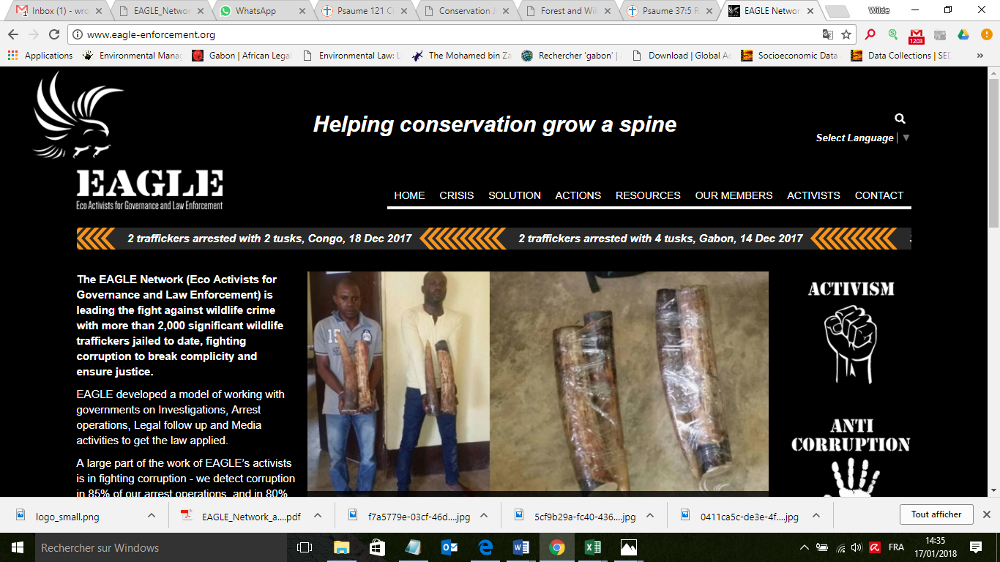 Inbox (1) - wro
EAGLE_Networ
WhatsApp
Psaume 121 C
Conservation J
Forest and Wil
Psaume 37:5 R
EAGLE Networ
Wilde
www.eagle-enforcement.org
1203
Applications
Environmental Manag
Gabon | African Legal
Environmental Law: L
The Mohamed bin Za
Rechercher 'gabon' |
Download | Global Ac
Socioeconomic Data
Data Collections | SED
»
Helping conservation grow a spine
Select Language
EAGLE
Eco Activists for Governance and Law Enforcement
HOME CRISIS SOLUTION ACTIONS RESOURCES OUR MEMBERS ACTIVISTS CONTACT
2 traffickers arrested with 2 tusks, Congo, 18 Dec 2017
2 traffickers arrested with 4 tusks, Gabon, 14 Dec 2017
The EAGLE Network (Eco Activists for
Governance and Law Enforcement) is
leading the fight against wildlife crime
with more than 2,000 significant wildlife
traffickers jailed to date, fighting
corruption to break complicity and
ensure justice.
EAGLE developed a model of working with
governments on Investigations, Arrest
operations, Legal follow up and Media
activities to get the law applied.
A large part of the work of EAGLE's activists
is in fighting corruption - we detect corruption
in 85% of our arrest operations, and in 80%
15
ACTIVISM
ANTI
CORRUPTION
logo_small.png
EAGLE_Network_a....pdf
f7a5779e-03cf-46d....jpg
5cf9b29a-fc40-436....jpg
0411ca5c-de3e-4f....jpg
Tout afficher
Rechercher sur Windows
FRA
14:35
17/01/2018